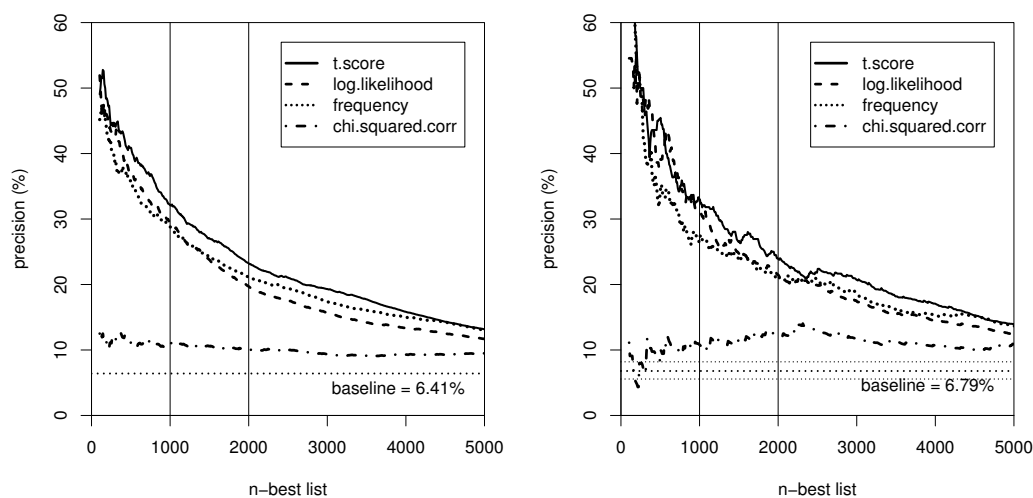 60
50
40
30
20
10
0
precision (%)
t.score
log.likelihood
frequency
chi.squared.corr
baseline = 6.41%
0 1000 2000 3000 4000 5000
n−best list
60
50
40
30
20
10
0
precision (%)
t.score
log.likelihood
frequency
chi.squared.corr
baseline = 6.79%
0 1000 2000 3000 4000 5000
n−best list